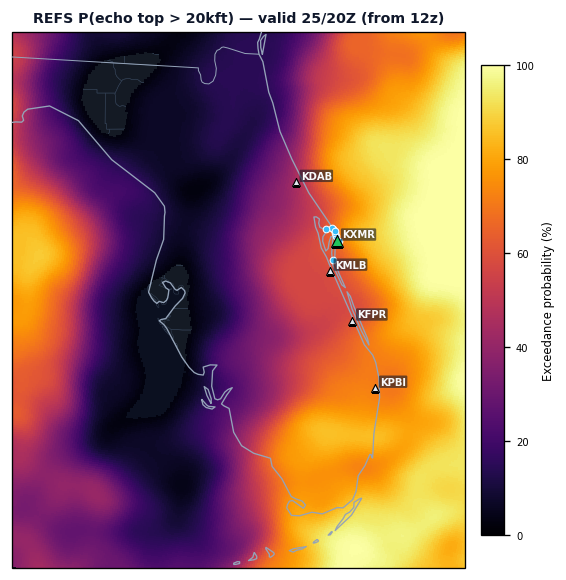 REFS P(echo top > 20kft) — valid 25/20Z (from 12z)
KDAB
KXMR
KMLB
KFPR
KPBI
100
80
60
40
20
0
Exceedance probability (%)